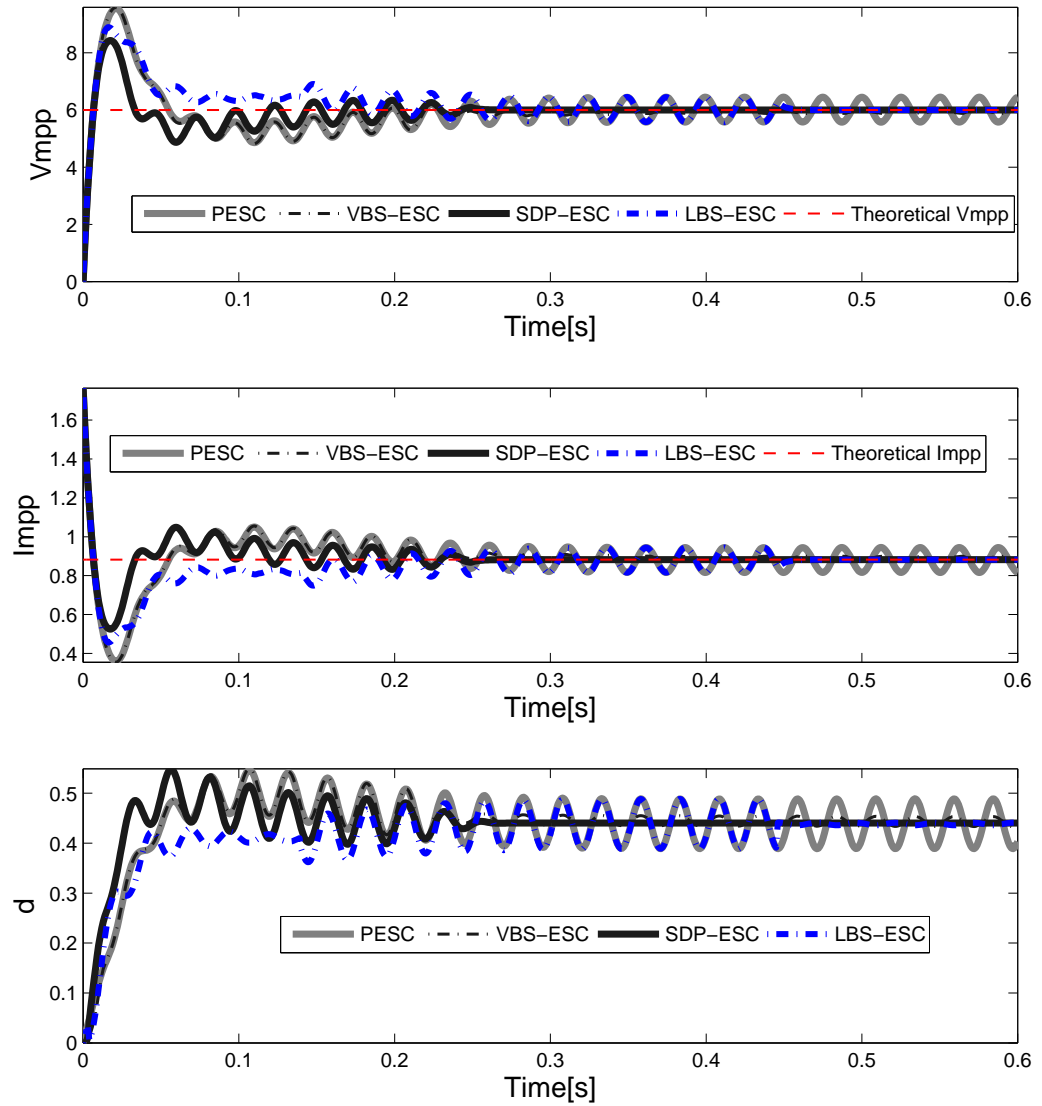 8
6
4
2
0
Vmpp
PESC VBS−ESC SDP−ESC LBS−ESC Theoretical Vmpp
0 0.1 0.2 0.3 0.4 0.5 0.6
Time[s]
1.6
1.4
1.2
1
0.8
0.6
0.4
Impp
PESC VBS−ESC SDP−ESC LBS−ESC Theoretical Impp
0 0.1 0.2 0.3 0.4 0.5 0.6
Time[s]
0.5
0.4
0.3
0.2
0.1
0
d
PESC VBS−ESC SDP−ESC LBS−ESC
0 0.1 0.2 0.3 0.4 0.5 0.6
Time[s]